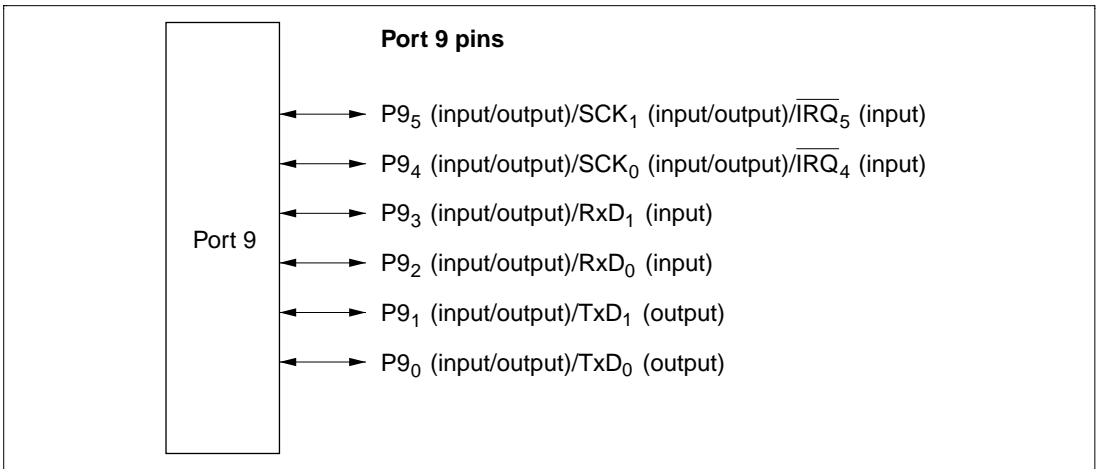 Port 9 pins
P9₅ (input/output)/SCK₁ (input/output)/I̅R̅Q̅₅ (input)
P9₄ (input/output)/SCK₀ (input/output)/I̅R̅Q̅₄ (input)
P9₃ (input/output)/RxD₁ (input)
Port 9
P9₂ (input/output)/RxD₀ (input)
P9₁ (input/output)/TxD₁ (output)
P9₀ (input/output)/TxD₀ (output)